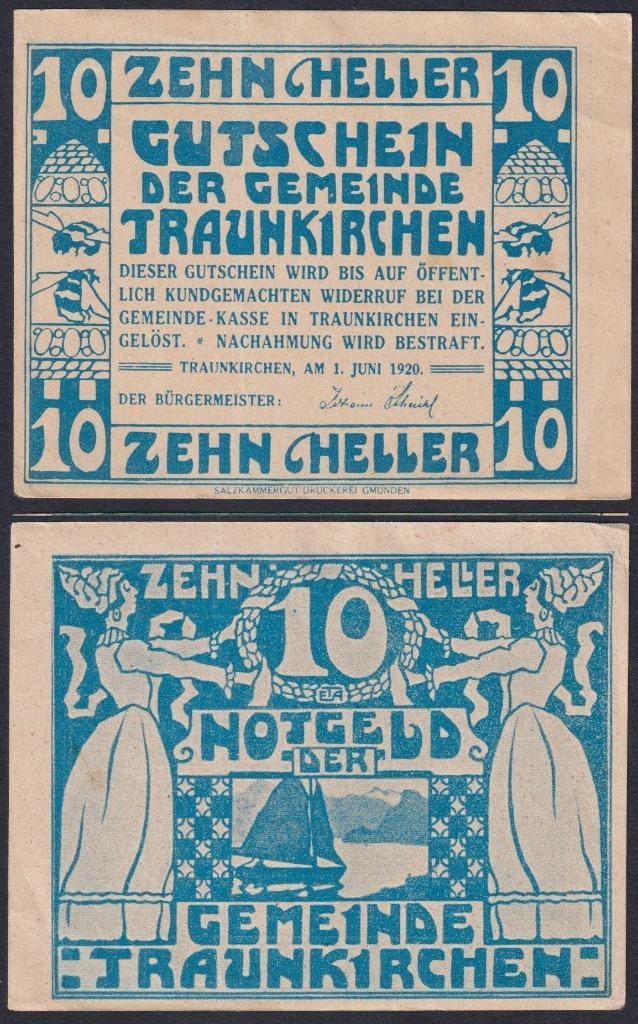 10 ZEHN HELLER 10
GUTSCHEIN
DER GEMEINDE
TRAUNKIRCHEN
DIESER GUTSCHEIN WIRD BIS AUF ÖFFENT-
LICH KUNDGEMACHTEN WIDERRUF BEI DER
GEMEINDE-KASSE IN TRAUNKIRCHEN EIN-
GELÖST. * NACHAHMUNG WIRD BESTRAFT.
TRAUNKIRCHEN, AM 1. JUNI 1920.
DER BÜRGERMEISTER: Johann
10 ZEHN HELLER 10
SALZKAMMERGUT DRUCKEREI GMUNDEN
ZEHN HELLER
10
NOTGELD
DER
GEMEINDE
TRAUNKIRCHEN